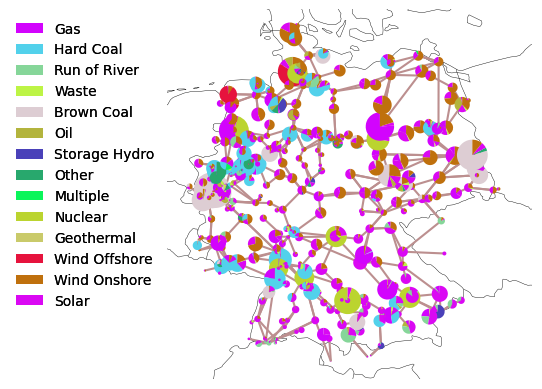 Gas
Hard Coal
Run of River
Waste
Brown Coal
Oil
Storage Hydro
Other
Multiple
Nuclear
Geothermal
Wind Offshore
Wind Onshore
Solar